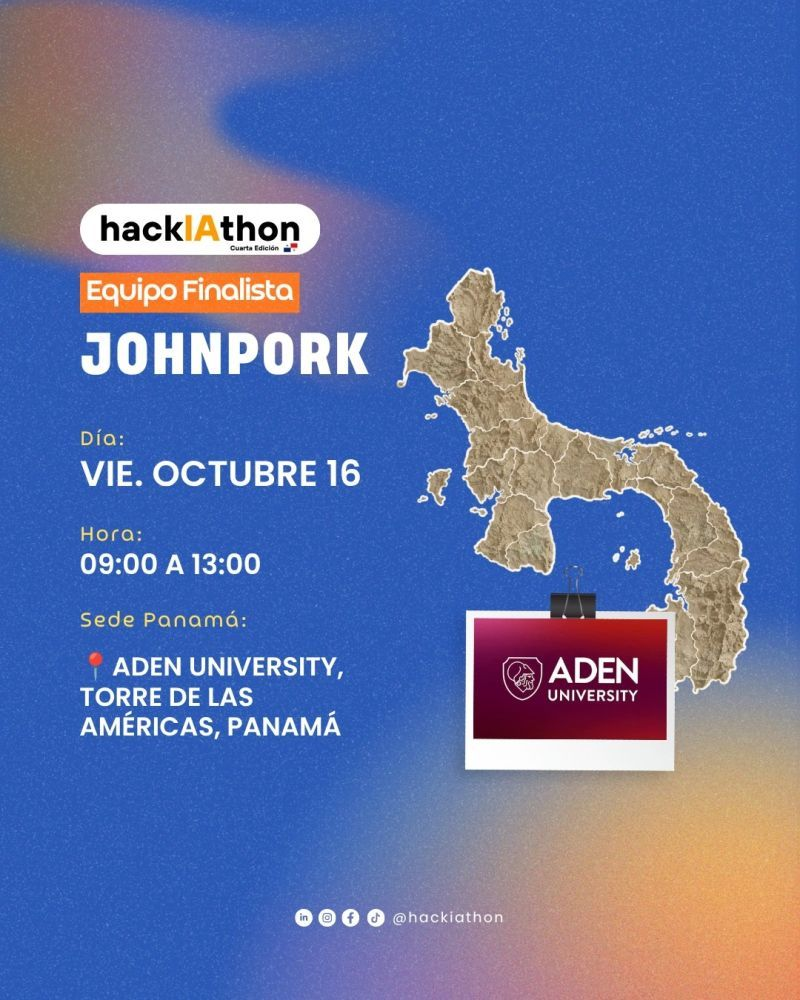 hackIAthon
Cuarta Edición
Equipo Finalista
JOHNPORK
Día:
VIE. OCTUBRE 16
Hora:
09:00 A 13:00
Sede Panamá:
📍 ADEN UNIVERSITY,
TORRE DE LAS
AMÉRICAS, PANAMÁ
ADEN
UNIVERSITY
@hackiathon